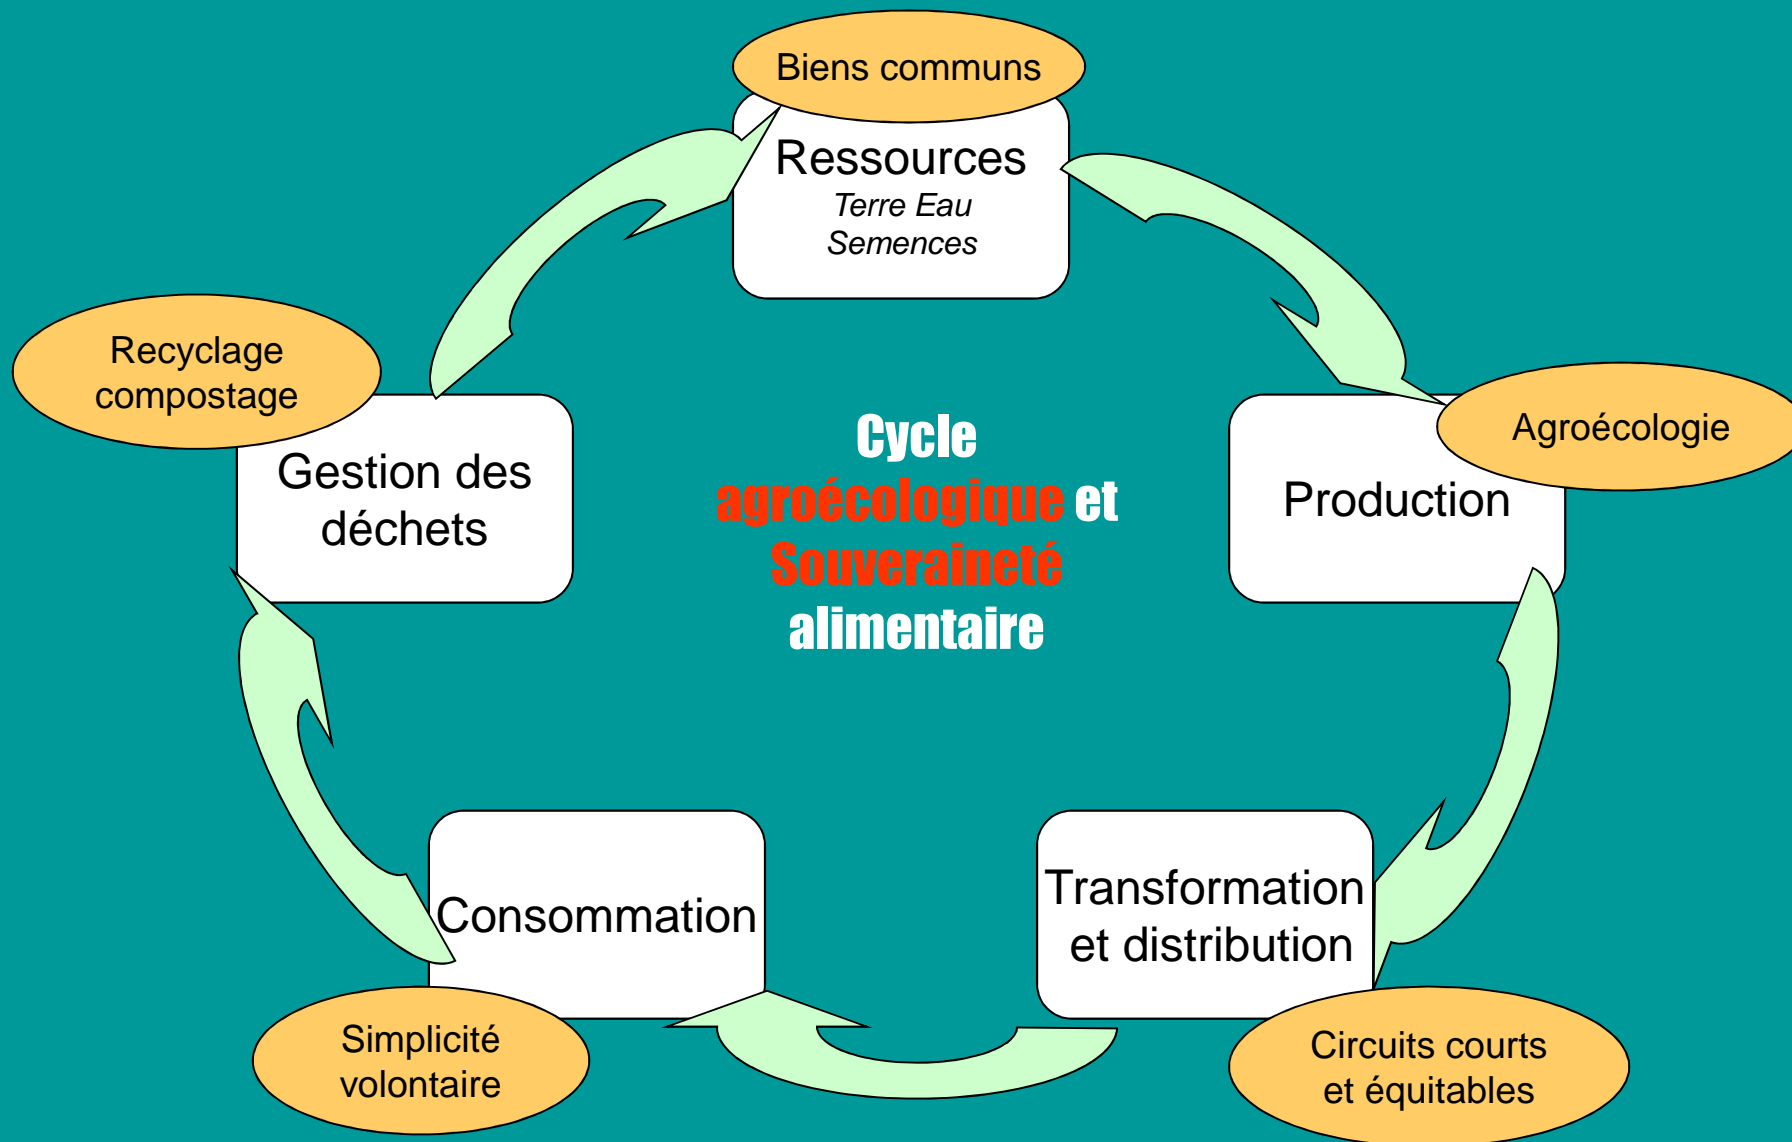 Biens communs
Ressources
Terre Eau
Semences
Recyclage
compostage
Gestion des
déchets
Cycle
agroécologique et
Souveraineté
alimentaire
Agroécologie
Production
Consommation
Simplicité
volontaire
Transformation
et distribution
Circuits courts
et équitables